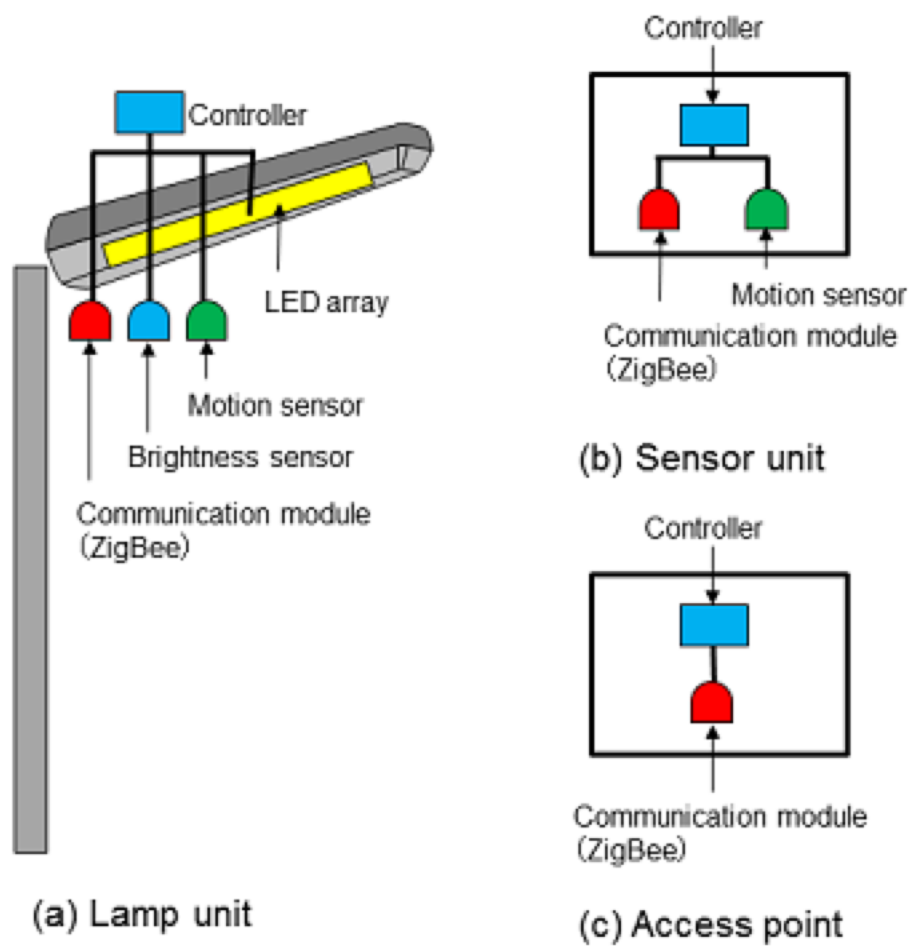 Controller
LED array
Motion sensor
Brightness sensor
Communication module
(ZigBee)
(a) Lamp unit
Controller
Motion sensor
Communication module
(ZigBee)
(b) Sensor unit
Controller
Communication module
(ZigBee)
(c) Access point